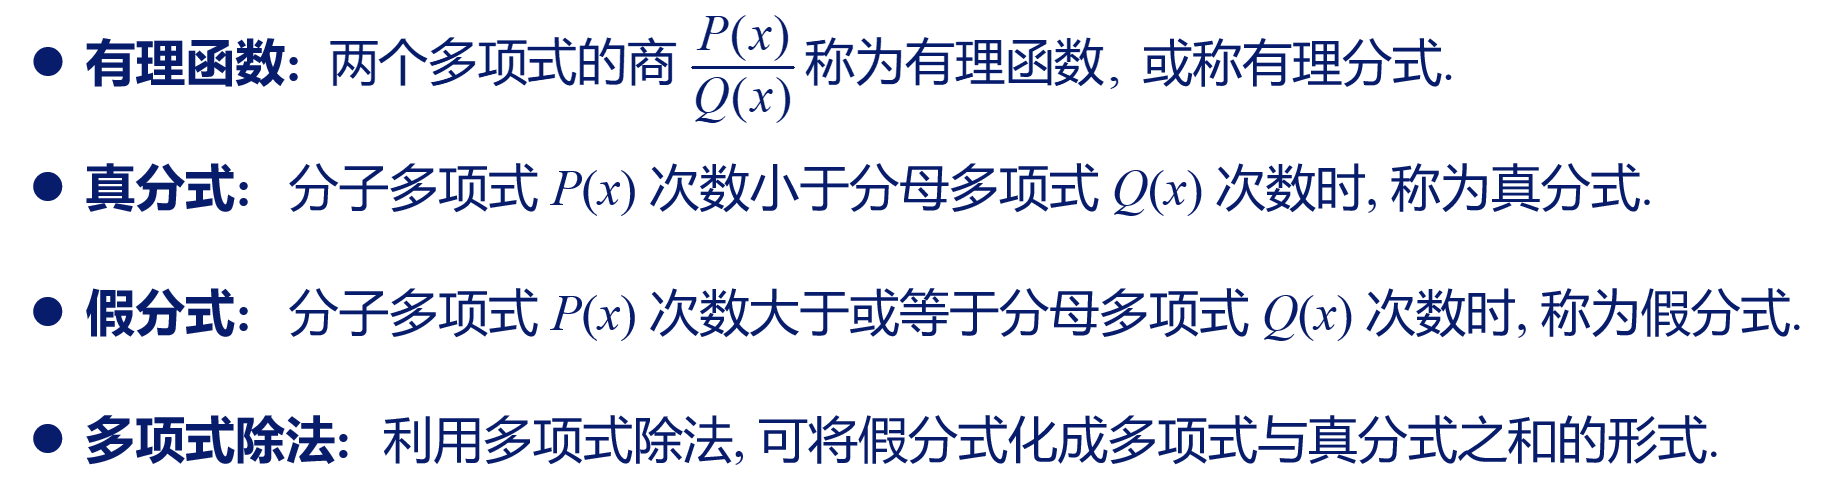 ● 有理函数: 两个多项式的商 P(x)/Q(x) 称为有理函数, 或称有理分式.
● 真分式: 分子多项式 P(x) 次数小于分母多项式 Q(x) 次数时, 称为真分式.
● 假分式: 分子多项式 P(x) 次数大于或等于分母多项式 Q(x) 次数时, 称为假分式.
● 多项式除法: 利用多项式除法, 可将假分式化成多项式与真分式之和的形式.